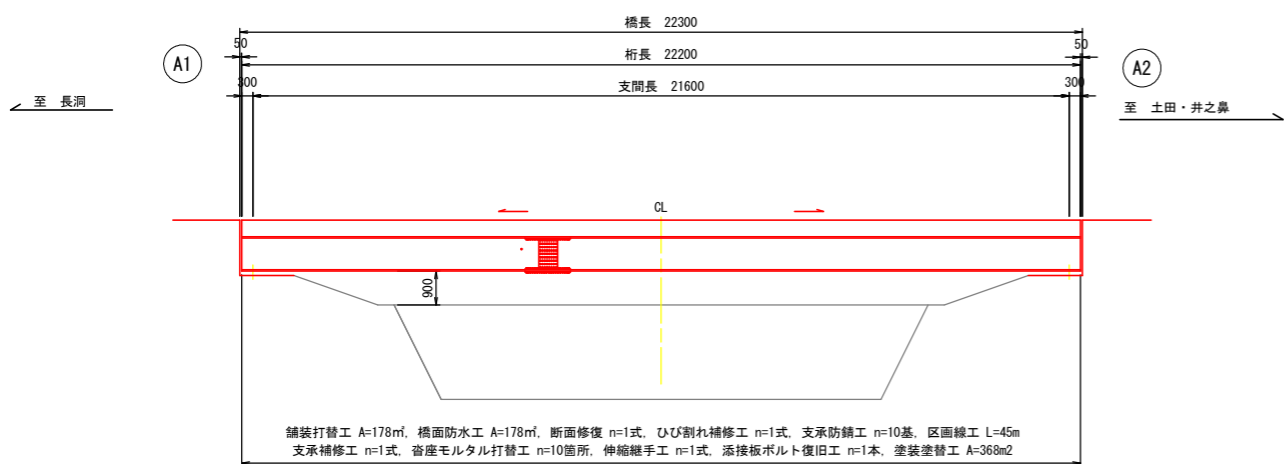 橋長 22300
50
50
桁長 22200
A1
A2
300
300
支間長 21600
至 長洞
至 土田・井之鼻
CL
900
舗装打替工 A=178㎡, 橋面防水工 A=178㎡, 断面修復 n=1式, ひび割れ補修工 n=1式, 支承防錆工 n=10基, 区画線工 L=45m
支承補修工 n=1式, 沓座モルタル打替工 n=10箇所, 伸縮継手工 n=1式, 添接板ボルト復旧工 n=1本, 塗装塗替工 A=368m2